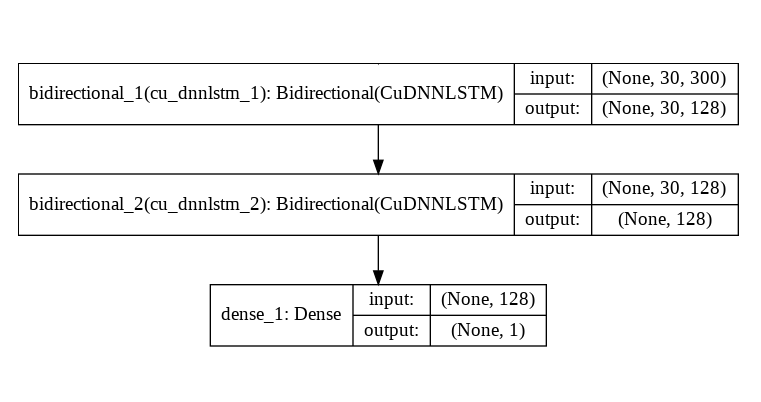 bidirectional_1(cu_dnnlstm_1): Bidirectional(CuDNNLSTM)
input:
(None, 30, 300)
output:
(None, 30, 128)
bidirectional_2(cu_dnnlstm_2): Bidirectional(CuDNNLSTM)
input:
(None, 30, 128)
output:
(None, 128)
dense_1: Dense
input:
(None, 128)
output:
(None, 1)